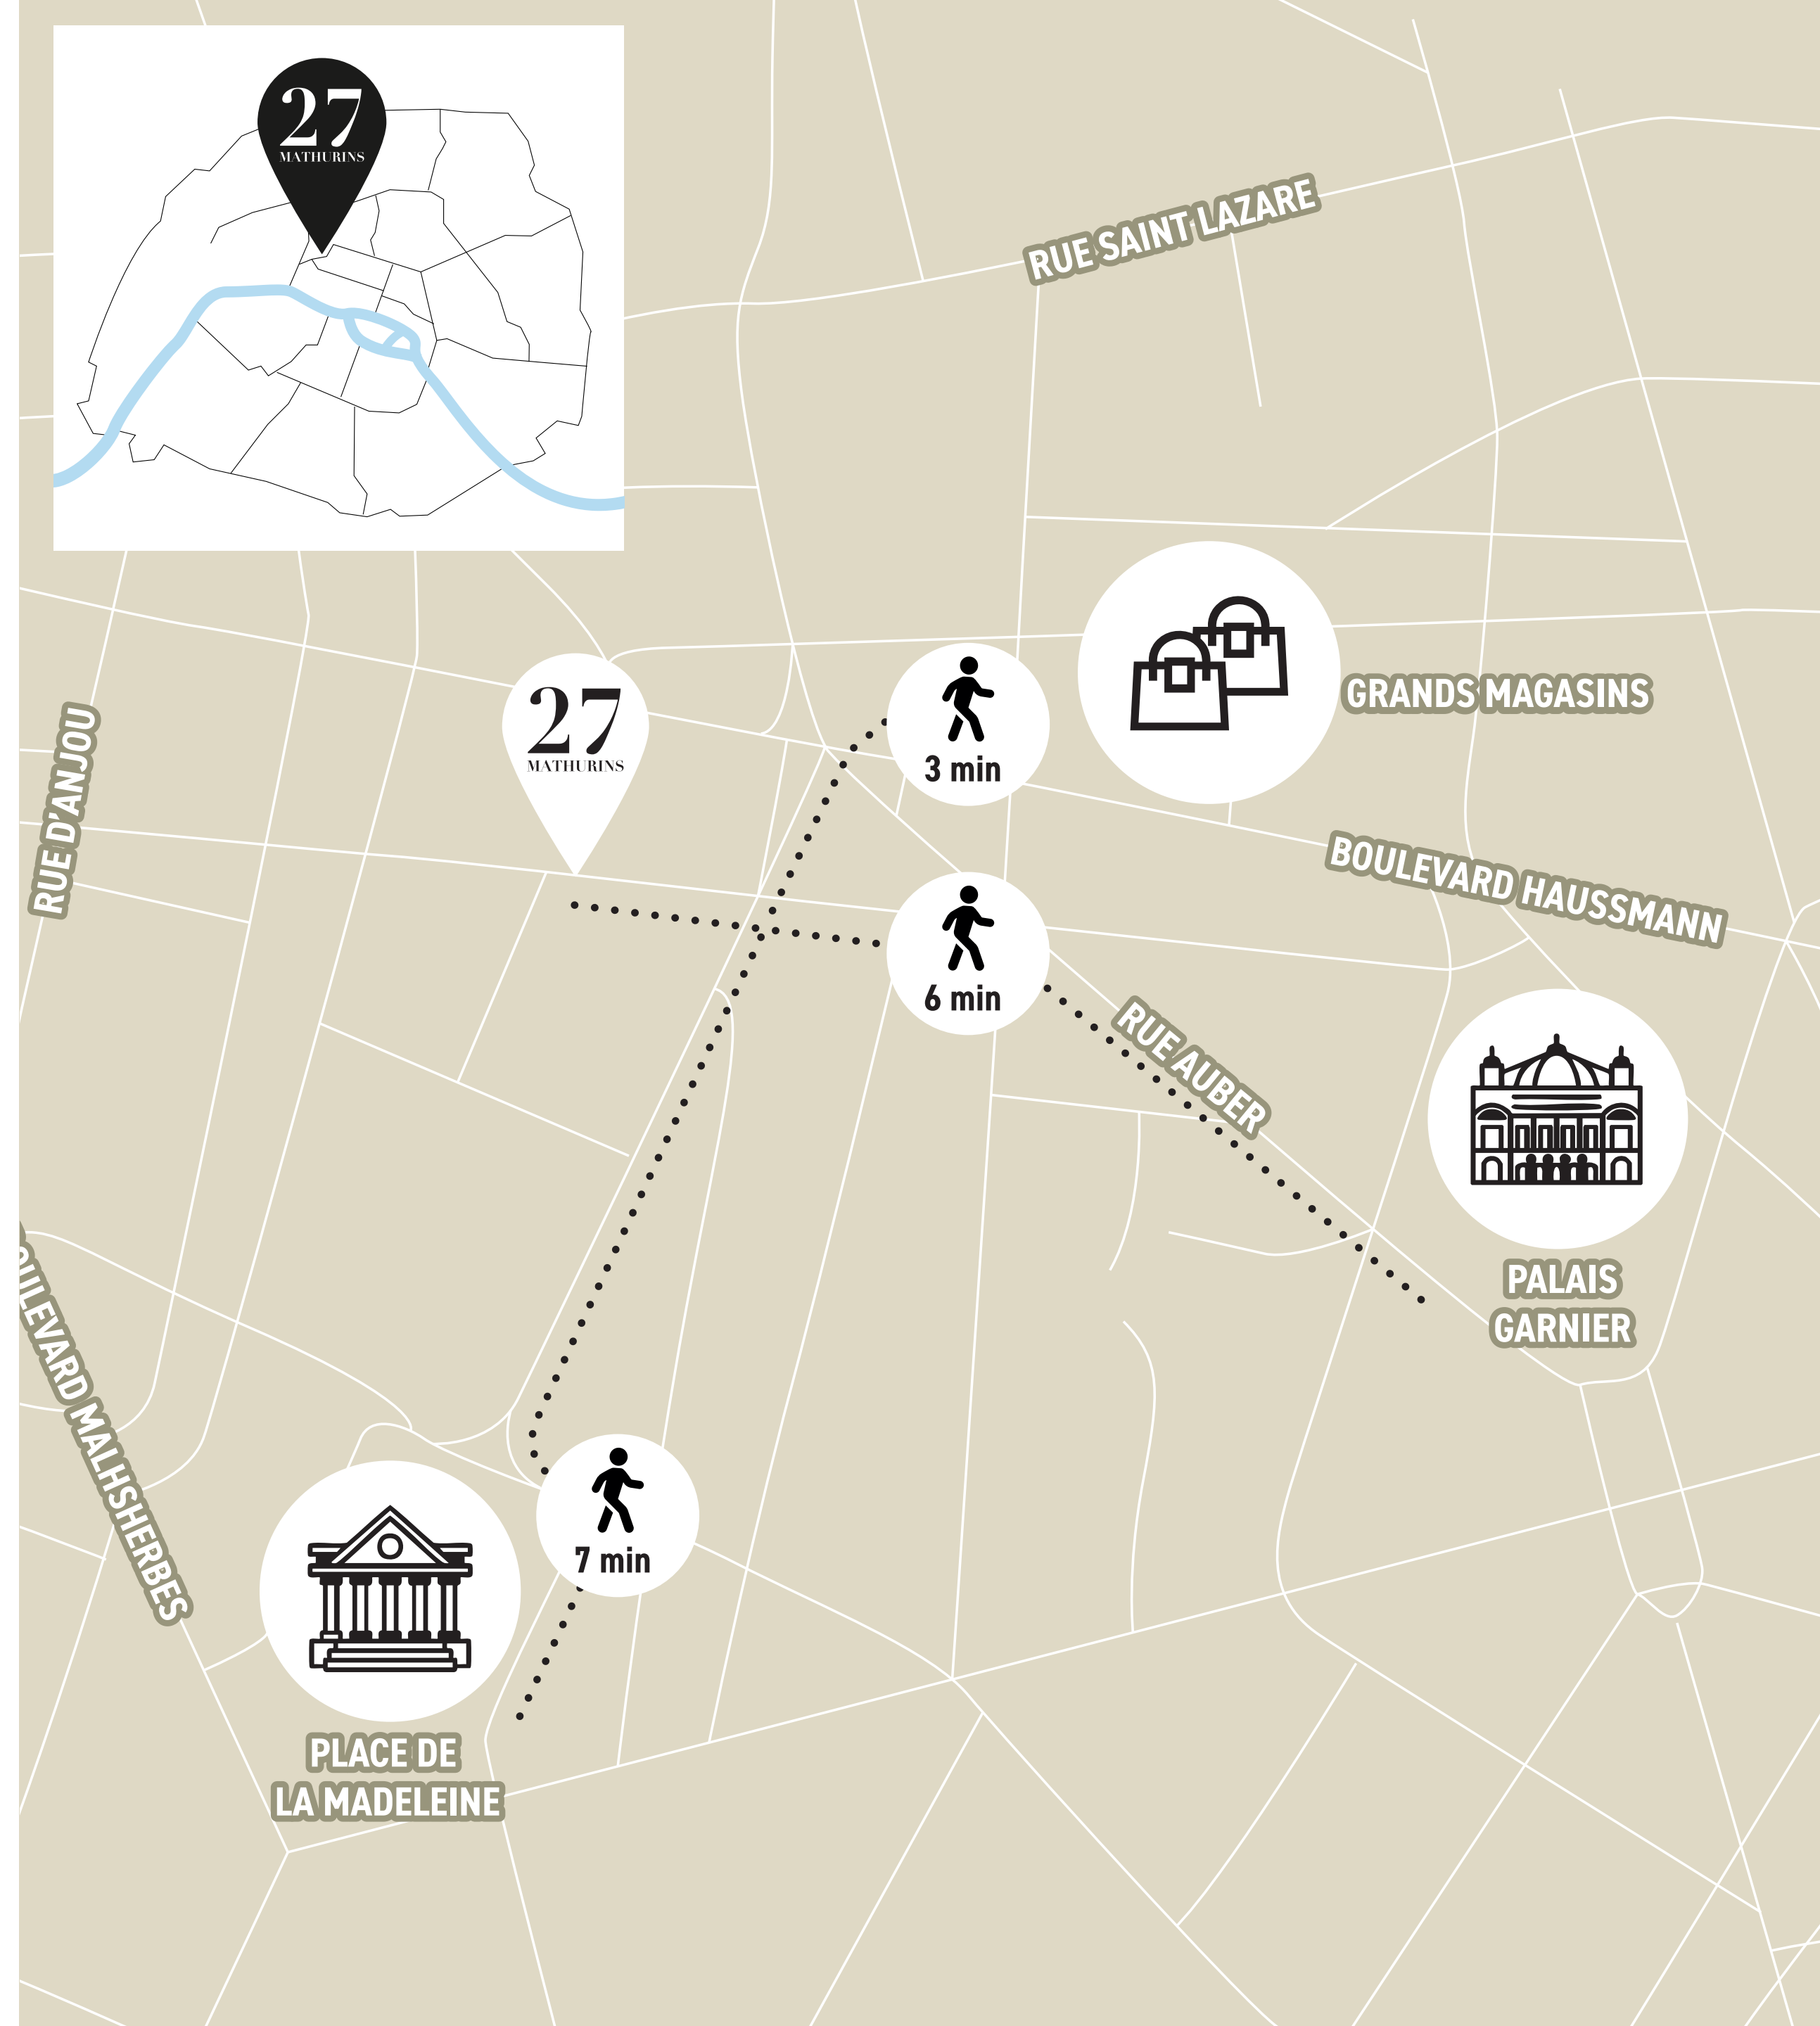 27
MATHURINS
RUE SAINT LAZARE
27
MATHURINS
3 min
GRANDS MAGASINS
RUE D'ANJOU
BOULEVARD HAUSSMANN
6 min
RUE AUBER
PALAIS
GARNIER
OULEVARD MALHSHERBES
7 min
PLACE DE
LA MADELEINE